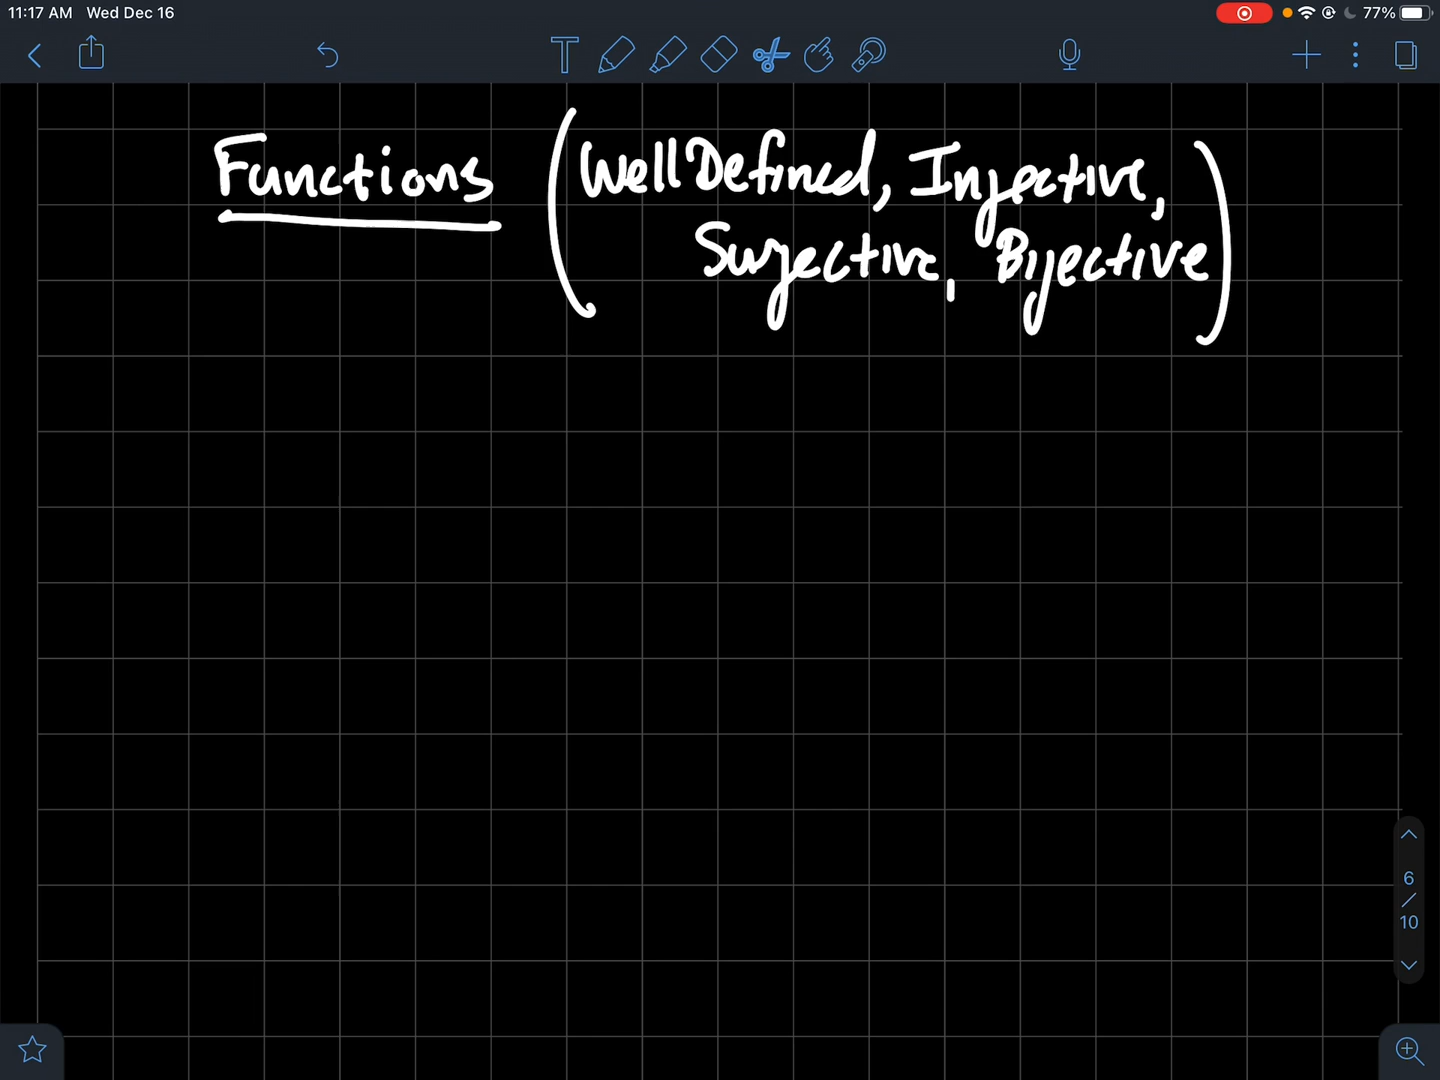 11:17 AM Wed Dec 16
77%
T
Functions (Well Defined, Injective,
Surjective, Bijective)
6
/
10